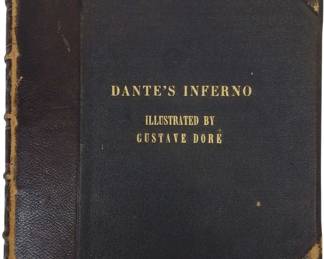 DANTE'S INFERNO
ILLUSTRATED BY
GUSTAVE DORÉ